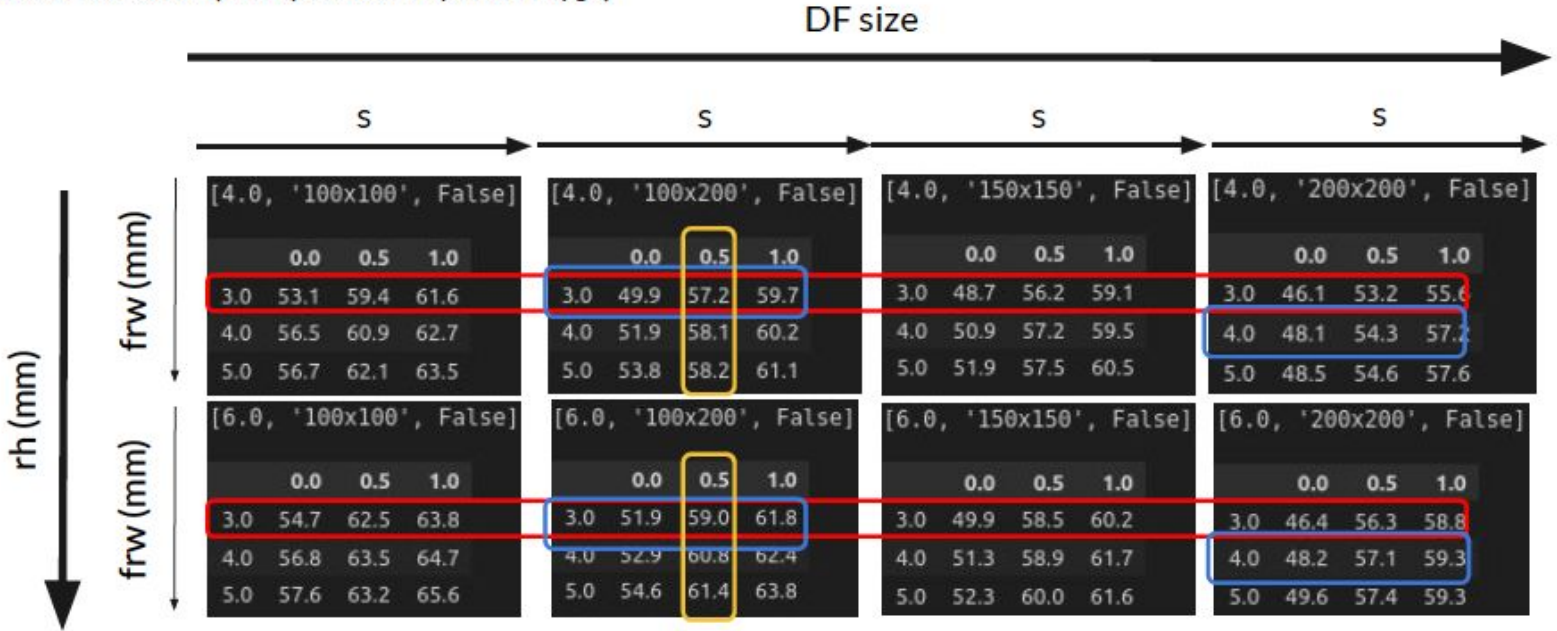 DF size
s s s s
rh (mm)
frw (mm)
[4.0, '100x100', False]
0.0 0.5 1.0
3.0 53.1 59.4 61.6
4.0 56.5 60.9 62.7
5.0 56.7 62.1 63.5
[4.0, '100x200', False]
0.0 0.5 1.0
3.0 49.9 57.2 59.7
4.0 51.9 58.1 60.2
5.0 53.8 58.2 61.1
[4.0, '150x150', False]
0.0 0.5 1.0
3.0 48.7 56.2 59.1
4.0 50.9 57.2 59.5
5.0 51.9 57.5 60.5
[4.0, '200x200', False]
0.0 0.5 1.0
3.0 46.1 53.2 55.6
4.0 48.1 54.3 57.2
5.0 48.5 54.6 57.6
frw (mm)
[6.0, '100x100', False]
0.0 0.5 1.0
3.0 54.7 62.5 63.8
4.0 56.8 63.5 64.7
5.0 57.6 63.2 65.6
[6.0, '100x200', False]
0.0 0.5 1.0
3.0 51.9 59.0 61.8
4.0 52.9 60.8 62.4
5.0 54.6 61.4 63.8
[6.0, '150x150', False]
0.0 0.5 1.0
3.0 49.9 58.5 60.2
4.0 51.3 58.9 61.7
5.0 52.3 60.0 61.6
[6.0, '200x200', False]
0.0 0.5 1.0
3.0 46.4 56.3 58.8
4.0 48.2 57.1 59.3
5.0 49.6 57.4 59.3